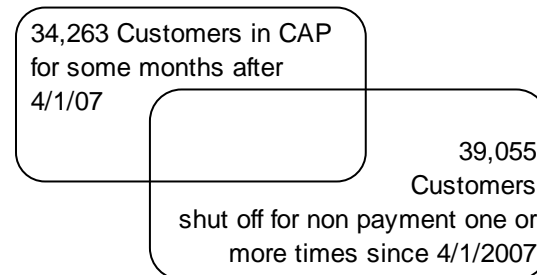 34,263 Customers in CAP
for some months after
4/1/07
39,055
Customers
shut off for non payment one or
more times since 4/1/2007